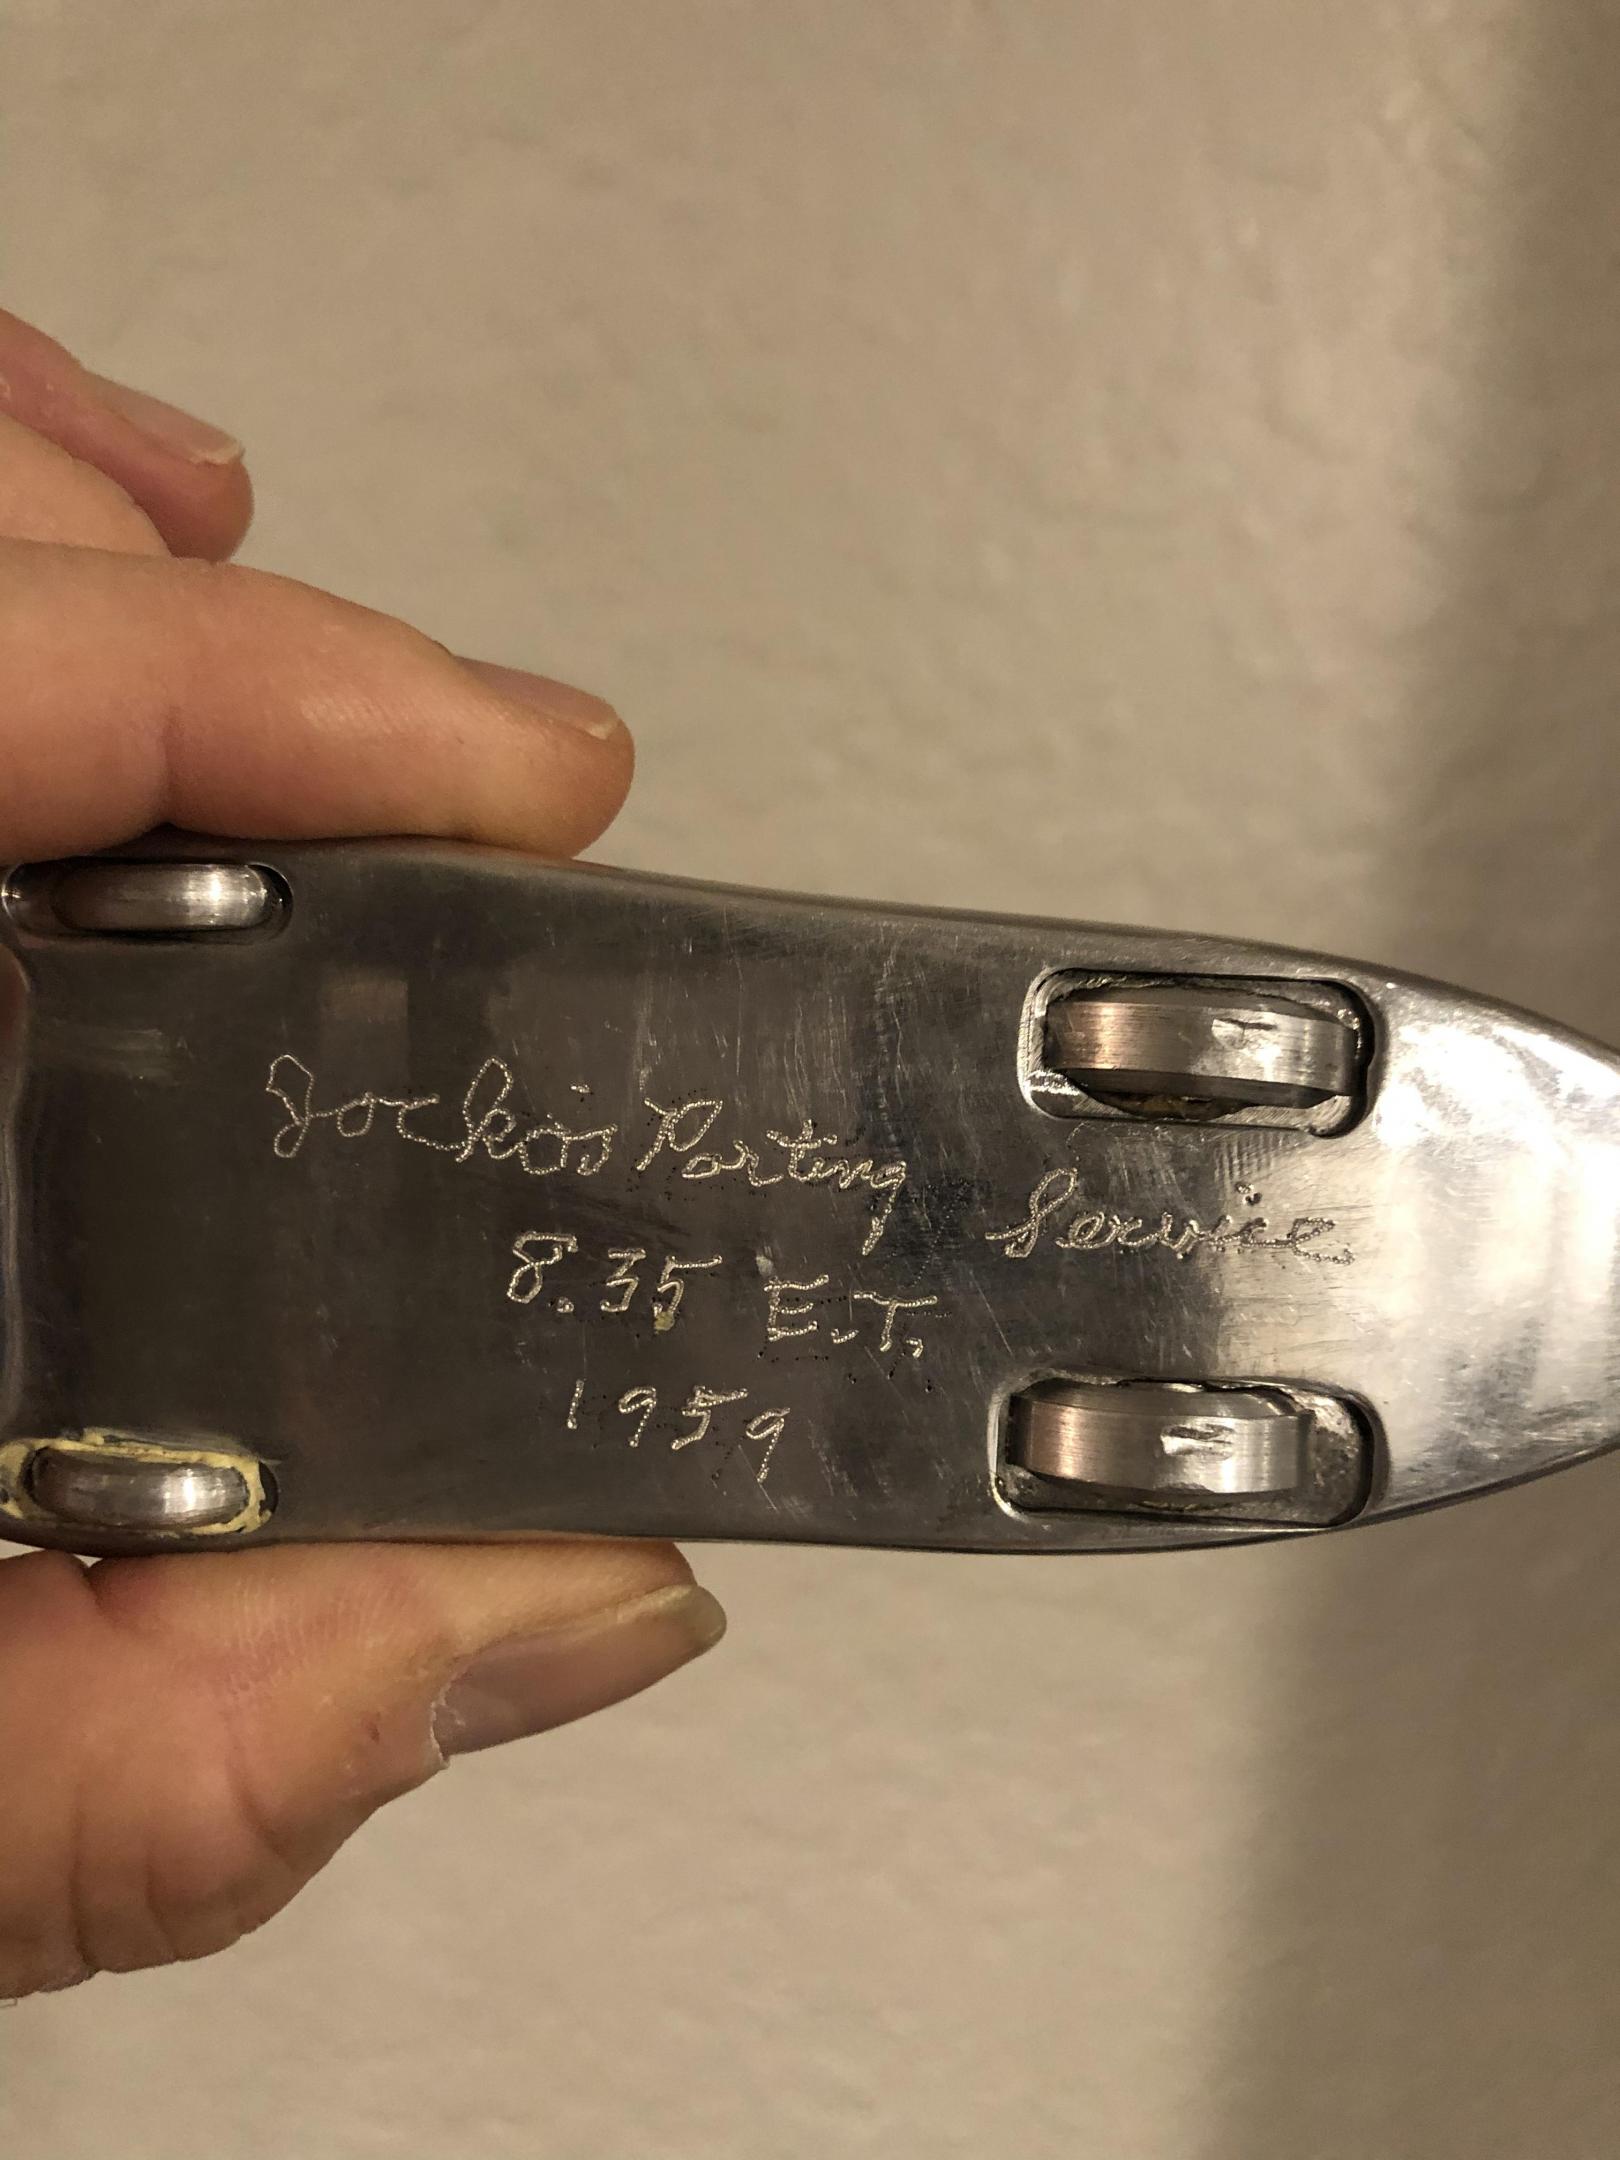 Jocko's Porting Service
8.35 E.T.
1959